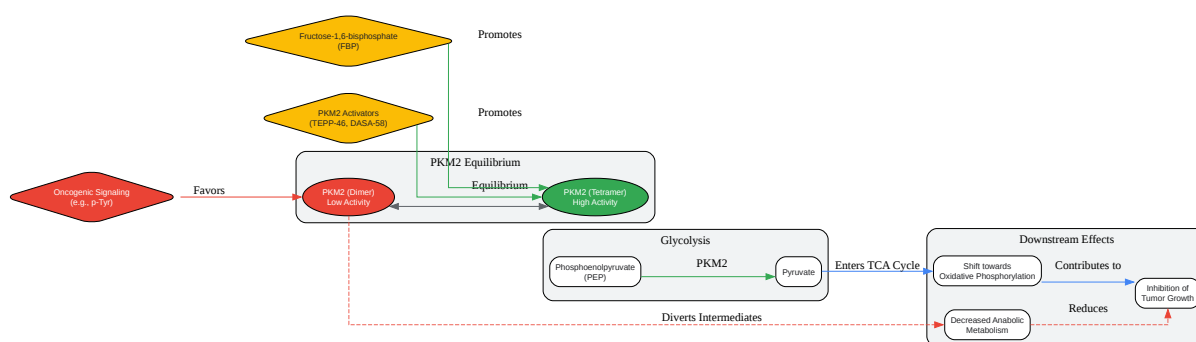 Fructose-1,6-bisphosphate
(FBP)
Promotes
PKM2 Activators
(TEPP-46, DASA-58)
Promotes
PKM2 Equilibrium
Oncogenic Signaling
(e.g., p-Tyr)
Favors
PKM2 (Dimer)
Low Activity
Equilibrium
PKM2 (Tetramer)
High Activity
Glycolysis
Phosphoenolpyruvate
(PEP)
PKM2
Pyruvate
Enters TCA Cycle
Downstream Effects
Shift towards
Oxidative Phosphorylation
Contributes to
Inhibition of
Tumor Growth
Diverts Intermediates
Decreased Anabolic
Metabolism
Reduces